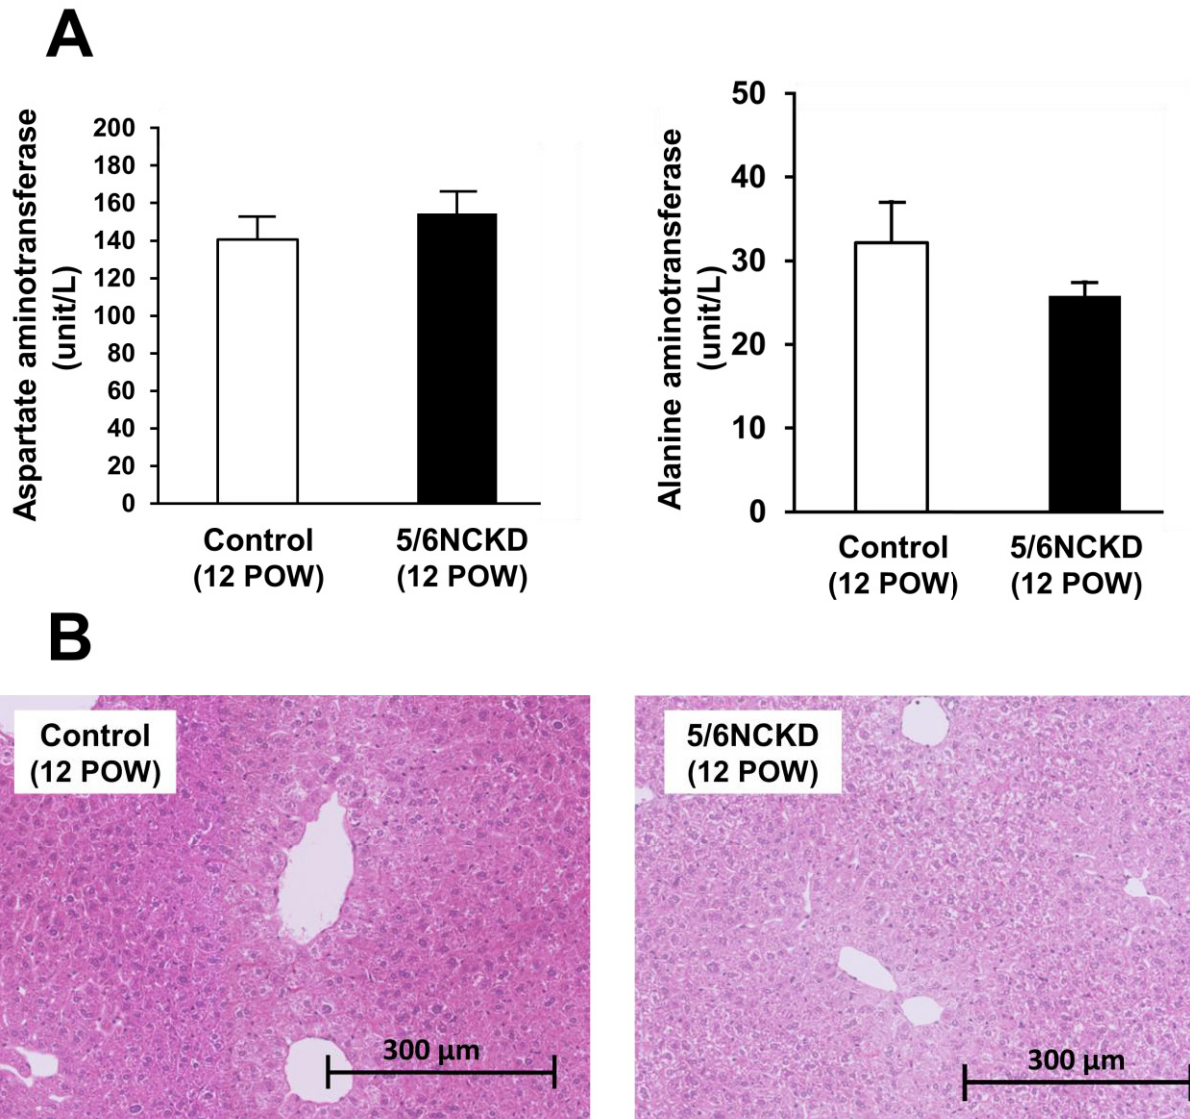 A
Aspartate aminotransferase
(unit/L)
200
180
160
140
120
100
80
60
40
20
0
Control
(12 POW)
5/6NCKD
(12 POW)
Alanine aminotransferase
(unit/L)
50
40
30
20
10
0
Control
(12 POW)
5/6NCKD
(12 POW)
B
Control
(12 POW)
300 µm
5/6NCKD
(12 POW)
300 µm